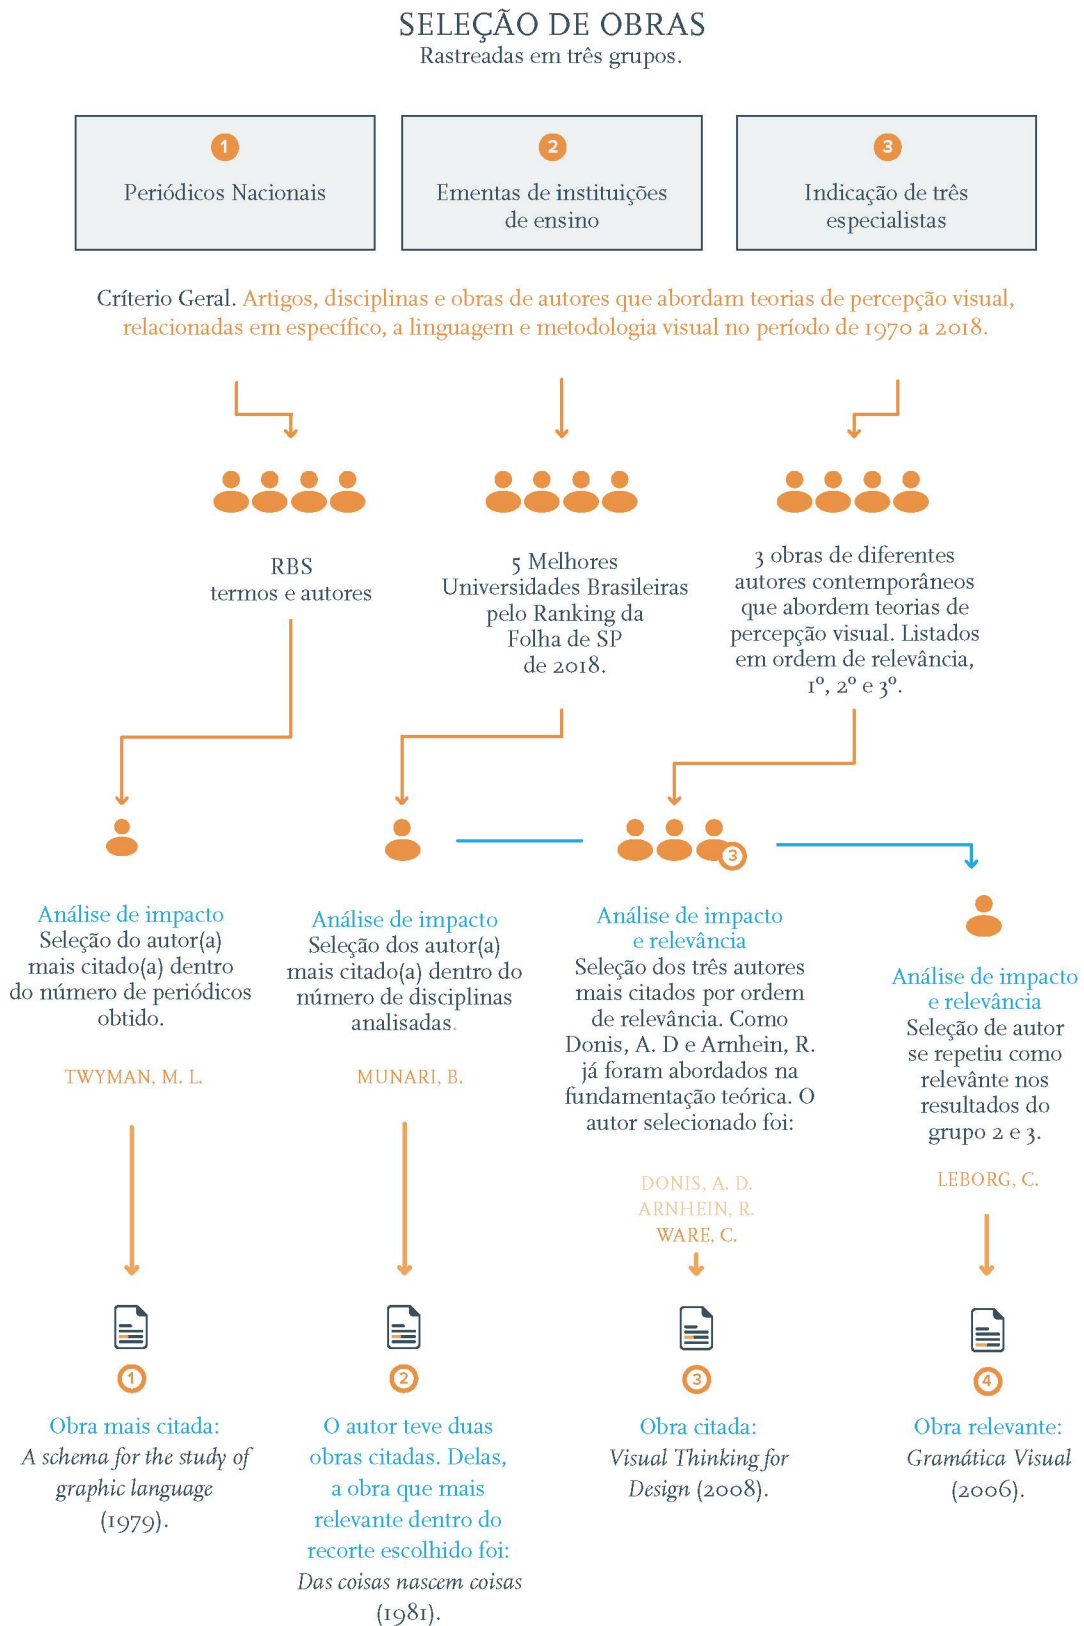 SELEÇÃO DE OBRAS
Rastreadas em três grupos.
1
Periódicos Nacionais
2
Ementas de instituições
de ensino
3
Indicação de três
especialistas
Críterio Geral. Artigos, disciplinas e obras de autores que abordam teorias de percepção visual,
relacionadas em específico, a linguagem e metodologia visual no período de 1970 a 2018.
RBS
termos e autores
5 Melhores
Universidades Brasileiras
pelo Ranking da
Folha de SP
de 2018.
3 obras de diferentes
autores contemporâneos
que abordem teorias de
percepção visual. Listados
em ordem de relevância,
1º, 2º e 3º.
3
Análise de impacto
Seleção do autor(a)
mais citado(a) dentro
do número de periódicos
obtido.
TWYMAN, M. L.
Análise de impacto
Seleção dos autor(a)
mais citado(a) dentro do
número de disciplinas
analisadas.
MUNARI, B.
Análise de impacto
e relevância
Seleção dos três autores
mais citados por ordem
de relevância. Como
Donis, A. D e Arnhein, R.
já foram abordados na
fundamentação teórica. O
autor selecionado foi:
DONIS, A. D.
ARNHEIN, R.
WARE, C.
Análise de impacto
e relevância
Seleção de autor
se repetiu como
relevânte nos
resultados do
grupo 2 e 3.
LEBORG, C.
1
Obra mais citada:
A schema for the study of
graphic language
(1979).
2
O autor teve duas
obras citadas. Delas,
a obra que mais
relevante dentro do
recorte escolhido foi:
Das coisas nascem coisas
(1981).
3
Obra citada:
Visual Thinking for
Design (2008).
4
Obra relevante:
Gramática Visual
(2006).